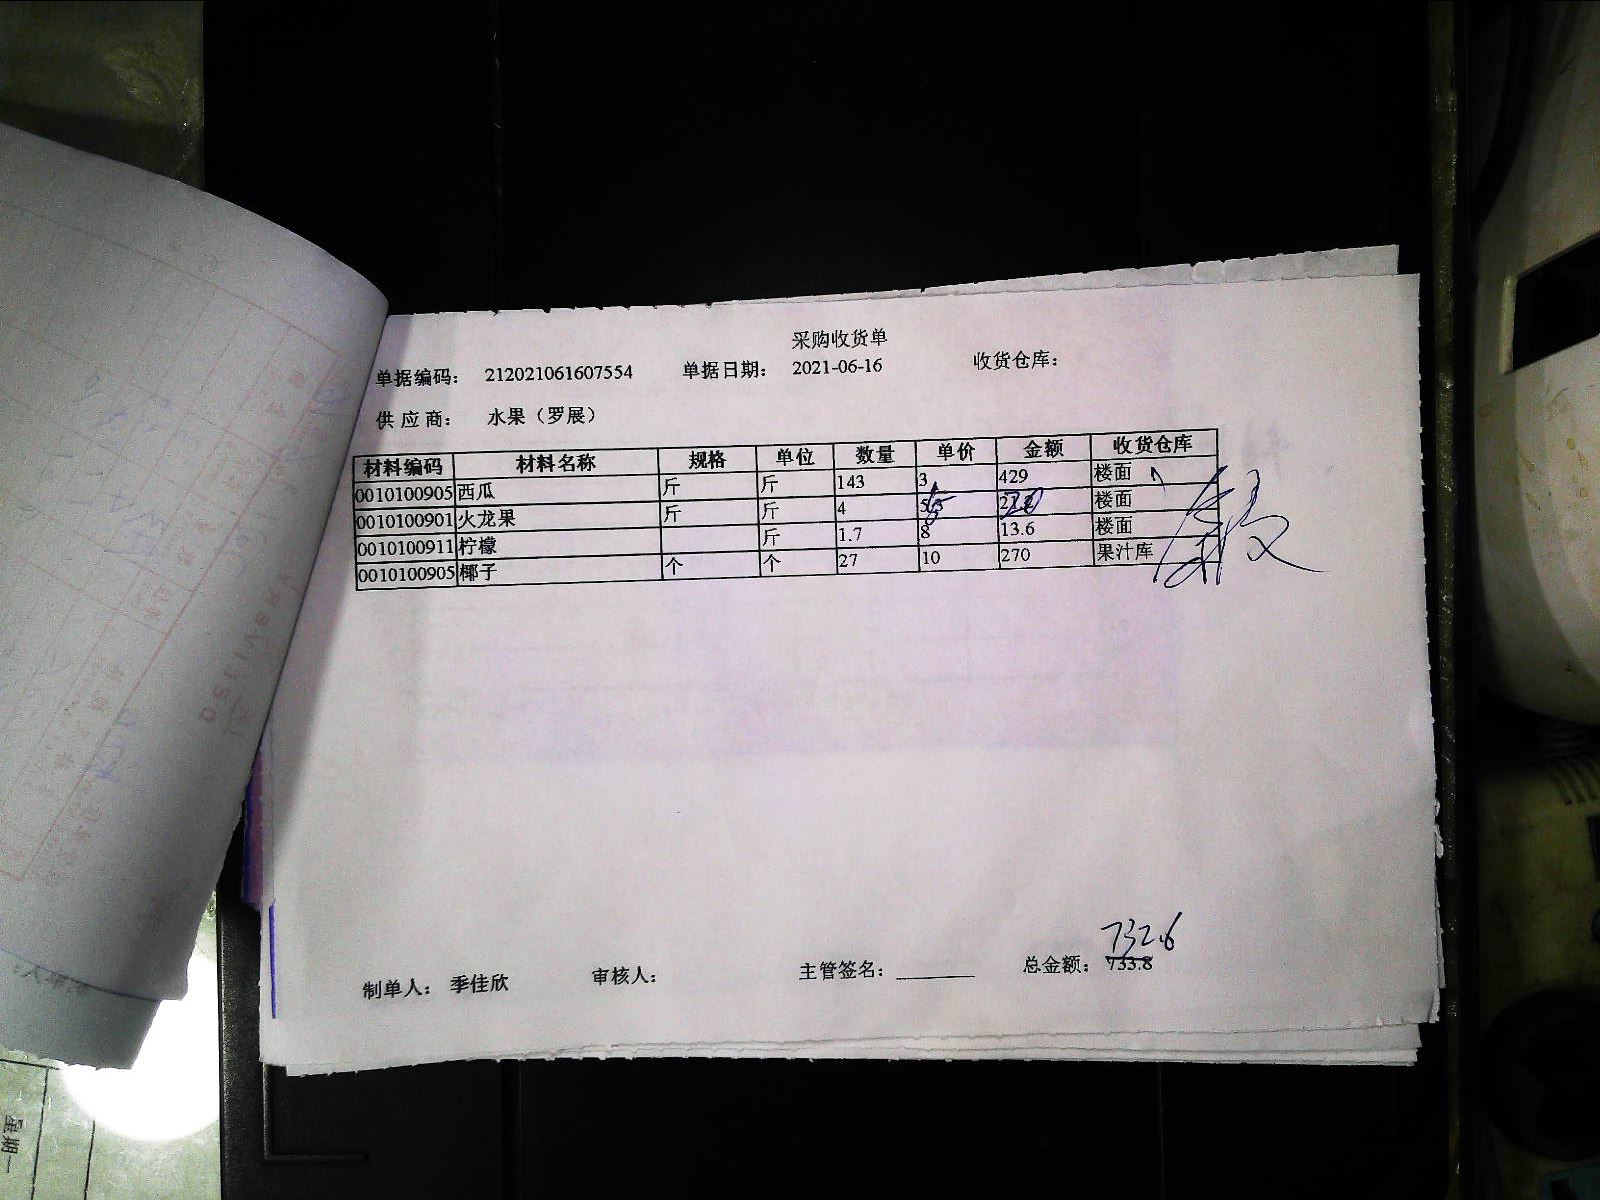 采购收货单
单据编码： 212021061607554 单据日期： 2021-06-16 收货仓库：
供 应 商： 水果（罗展）
材料编码 材料名称 规格 单位 数量 单价 金额 收货仓库
0010100905 西瓜 斤 斤 143 3 429 楼面
0010100901 火龙果 斤 斤 4 楼面
0010100911 柠檬 斤 1.7 8 13.6 楼面
0010100905 椰子 个 个 27 10 270 果汁库
732.6
制单人： 季佳欣 审核人： 主管签名： 总金额： 733.8
DELIVERY
星期一